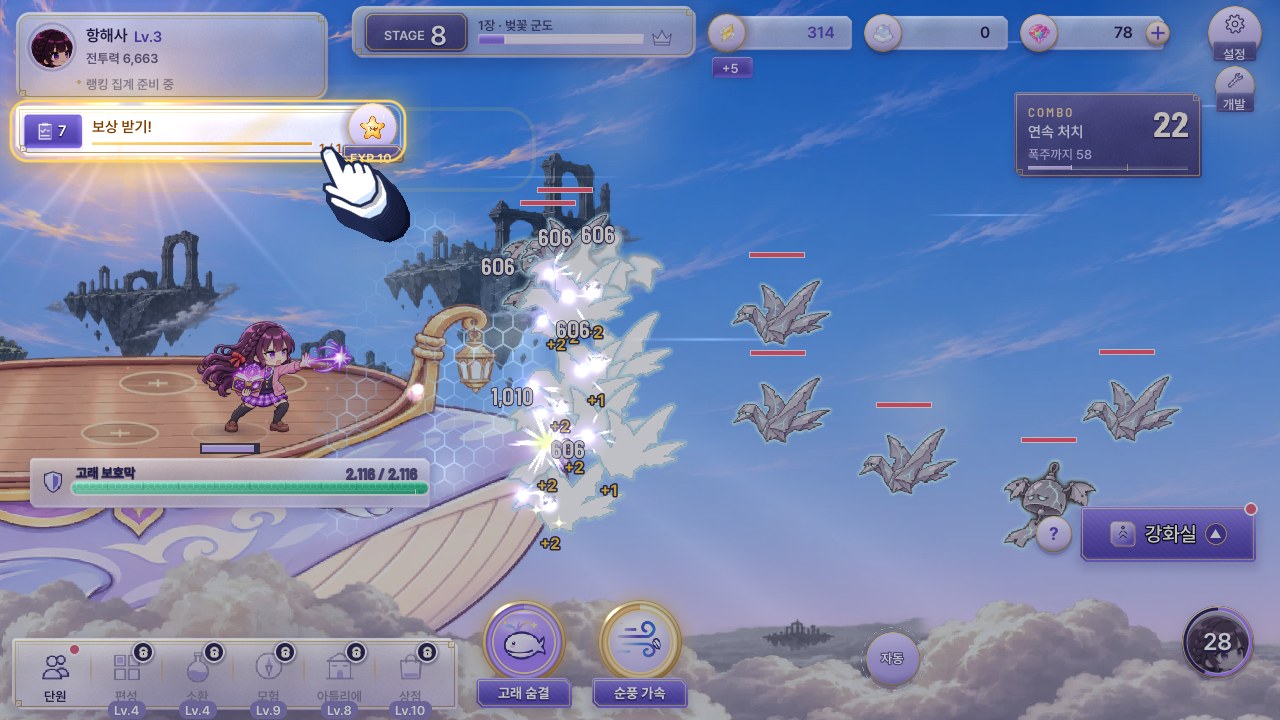 항해사 Lv.3
전투력 6,663
* 랭킹 집계 준비 중
STAGE 8
1장 · 벚꽃 군도
314
+5
0
78
설정
개발
7
보상 받기!
1/1
EXP 10
COMBO
연속 처치
22
폭주까지 58
606
606
606
606
+2
+2
1,010
+1
+2
606
+2
+2
+1
+2
고래 보호막
2,116 / 2,116
?
강화실
단원
편성
Lv.4
소환
Lv.4
모험
Lv.9
아틀리에
Lv.8
상점
Lv.10
고래 숨결
순풍 가속
자동
28